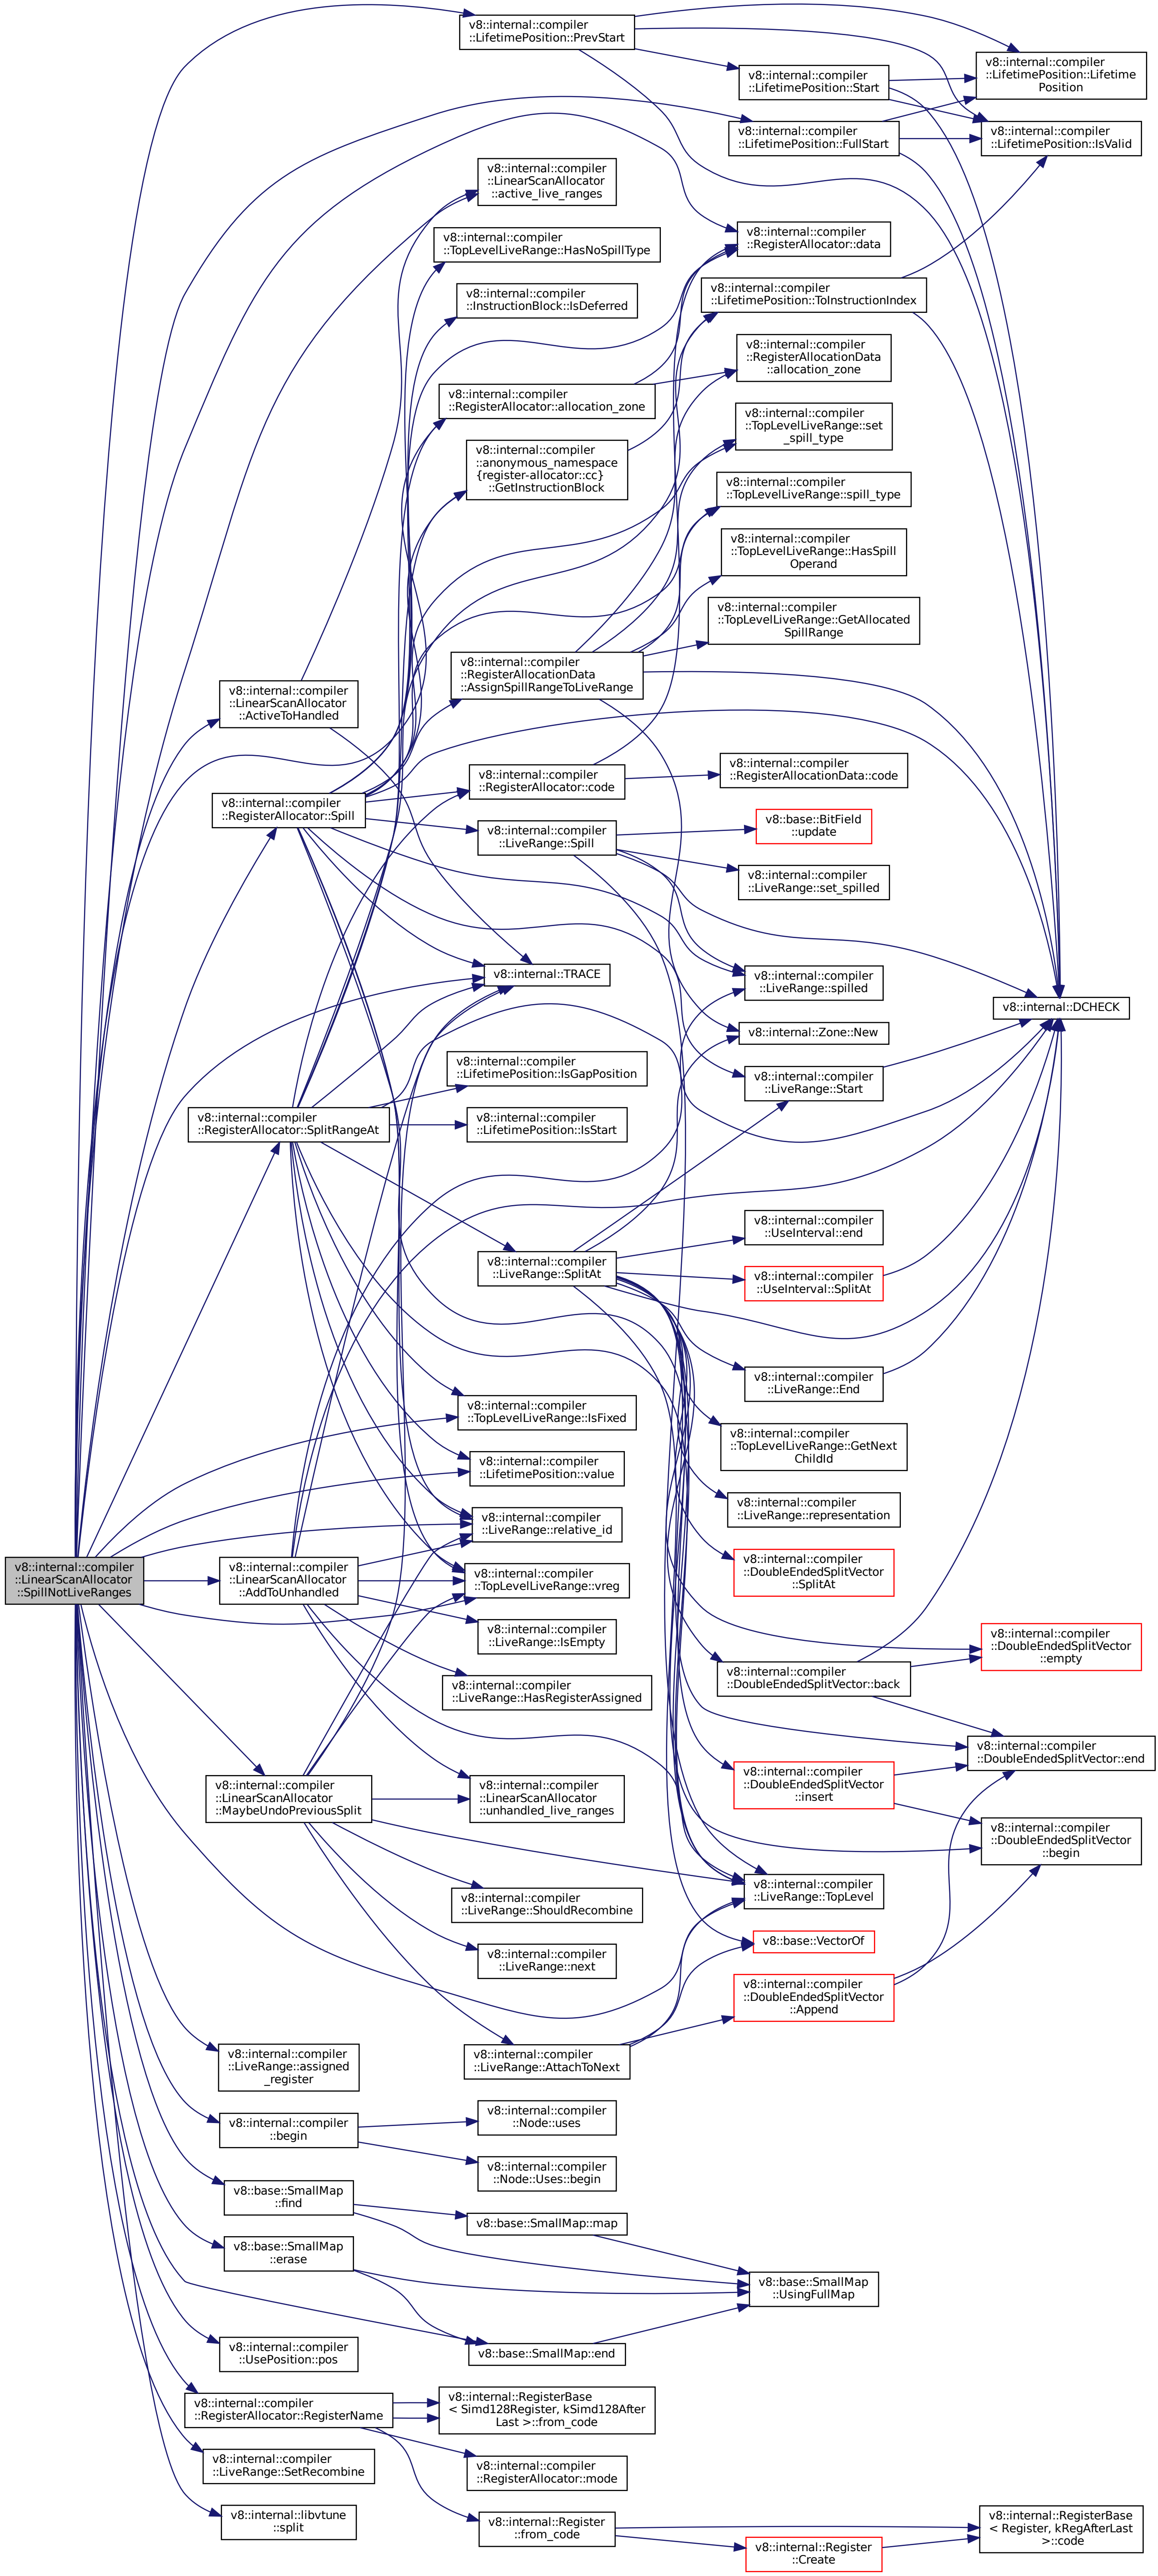 v8::internal::compiler
::LifetimePosition::PrevStart
v8::internal::compiler
::LifetimePosition::Lifetime
Position
v8::internal::compiler
::LifetimePosition::Start
v8::internal::compiler
::LifetimePosition::FullStart
v8::internal::compiler
::LifetimePosition::IsValid
v8::internal::compiler
::LinearScanAllocator
::active_live_ranges
v8::internal::compiler
::RegisterAllocator::data
v8::internal::compiler
::TopLevelLiveRange::HasNoSpillType
v8::internal::compiler
::LifetimePosition::ToInstructionIndex
v8::internal::compiler
::InstructionBlock::IsDeferred
v8::internal::compiler
::RegisterAllocationData
::allocation_zone
v8::internal::compiler
::RegisterAllocator::allocation_zone
v8::internal::compiler
::TopLevelLiveRange::set
_spill_type
v8::internal::compiler
::anonymous_namespace
{register-allocator::cc}
::GetInstructionBlock
v8::internal::compiler
::TopLevelLiveRange::spill_type
v8::internal::compiler
::TopLevelLiveRange::HasSpill
Operand
v8::internal::compiler
::TopLevelLiveRange::GetAllocated
SpillRange
v8::internal::compiler
::RegisterAllocationData
::AssignSpillRangeToLiveRange
v8::internal::compiler
::LinearScanAllocator
::ActiveToHandled
v8::internal::compiler
::RegisterAllocationData::code
v8::internal::compiler
::RegisterAllocator::code
v8::internal::compiler
::RegisterAllocator::Spill
v8::base::BitField
::update
v8::internal::compiler
::LiveRange::Spill
v8::internal::compiler
::LiveRange::set_spilled
v8::internal::TRACE
v8::internal::compiler
::LiveRange::spilled
v8::internal::DCHECK
v8::internal::Zone::New
v8::internal::compiler
::LifetimePosition::IsGapPosition
v8::internal::compiler
::LiveRange::Start
v8::internal::compiler
::RegisterAllocator::SplitRangeAt
v8::internal::compiler
::LifetimePosition::IsStart
v8::internal::compiler
::UseInterval::end
v8::internal::compiler
::LiveRange::SplitAt
v8::internal::compiler
::UseInterval::SplitAt
v8::internal::compiler
::LiveRange::End
v8::internal::compiler
::TopLevelLiveRange::IsFixed
v8::internal::compiler
::TopLevelLiveRange::GetNext
ChildId
v8::internal::compiler
::LifetimePosition::value
v8::internal::compiler
::LiveRange::representation
v8::internal::compiler
::LiveRange::relative_id
v8::internal::compiler
::LinearScanAllocator
::SpillNotLiveRanges
v8::internal::compiler
::LinearScanAllocator
::AddToUnhandled
v8::internal::compiler
::TopLevelLiveRange::vreg
v8::internal::compiler
::DoubleEndedSplitVector
::SplitAt
v8::internal::compiler
::LiveRange::IsEmpty
v8::internal::compiler
::DoubleEndedSplitVector
::empty
v8::internal::compiler
::LiveRange::HasRegisterAssigned
v8::internal::compiler
::DoubleEndedSplitVector::back
v8::internal::compiler
::DoubleEndedSplitVector::end
v8::internal::compiler
::LinearScanAllocator
::MaybeUndoPreviousSplit
v8::internal::compiler
::LinearScanAllocator
::unhandled_live_ranges
v8::internal::compiler
::DoubleEndedSplitVector
::insert
v8::internal::compiler
::DoubleEndedSplitVector
::begin
v8::internal::compiler
::LiveRange::TopLevel
v8::internal::compiler
::LiveRange::ShouldRecombine
v8::base::VectorOf
v8::internal::compiler
::LiveRange::next
v8::internal::compiler
::DoubleEndedSplitVector
::Append
v8::internal::compiler
::LiveRange::AttachToNext
v8::internal::compiler
::LiveRange::assigned
_register
v8::internal::compiler
::begin
v8::internal::compiler
::Node::uses
v8::internal::compiler
::Node::Uses::begin
v8::base::SmallMap
::find
v8::base::SmallMap::map
v8::base::SmallMap
::erase
v8::base::SmallMap
::UsingFullMap
v8::base::SmallMap::end
v8::internal::compiler
::UsePosition::pos
v8::internal::compiler
::RegisterAllocator::RegisterName
v8::internal::RegisterBase
< Simd128Register, kSimd128After
Last >::from_code
v8::internal::compiler
::LiveRange::SetRecombine
v8::internal::compiler
::RegisterAllocator::mode
v8::internal::libvtune
::split
v8::internal::Register
::from_code
v8::internal::RegisterBase
< Register, kRegAfterLast
>::code
v8::internal::Register
::Create